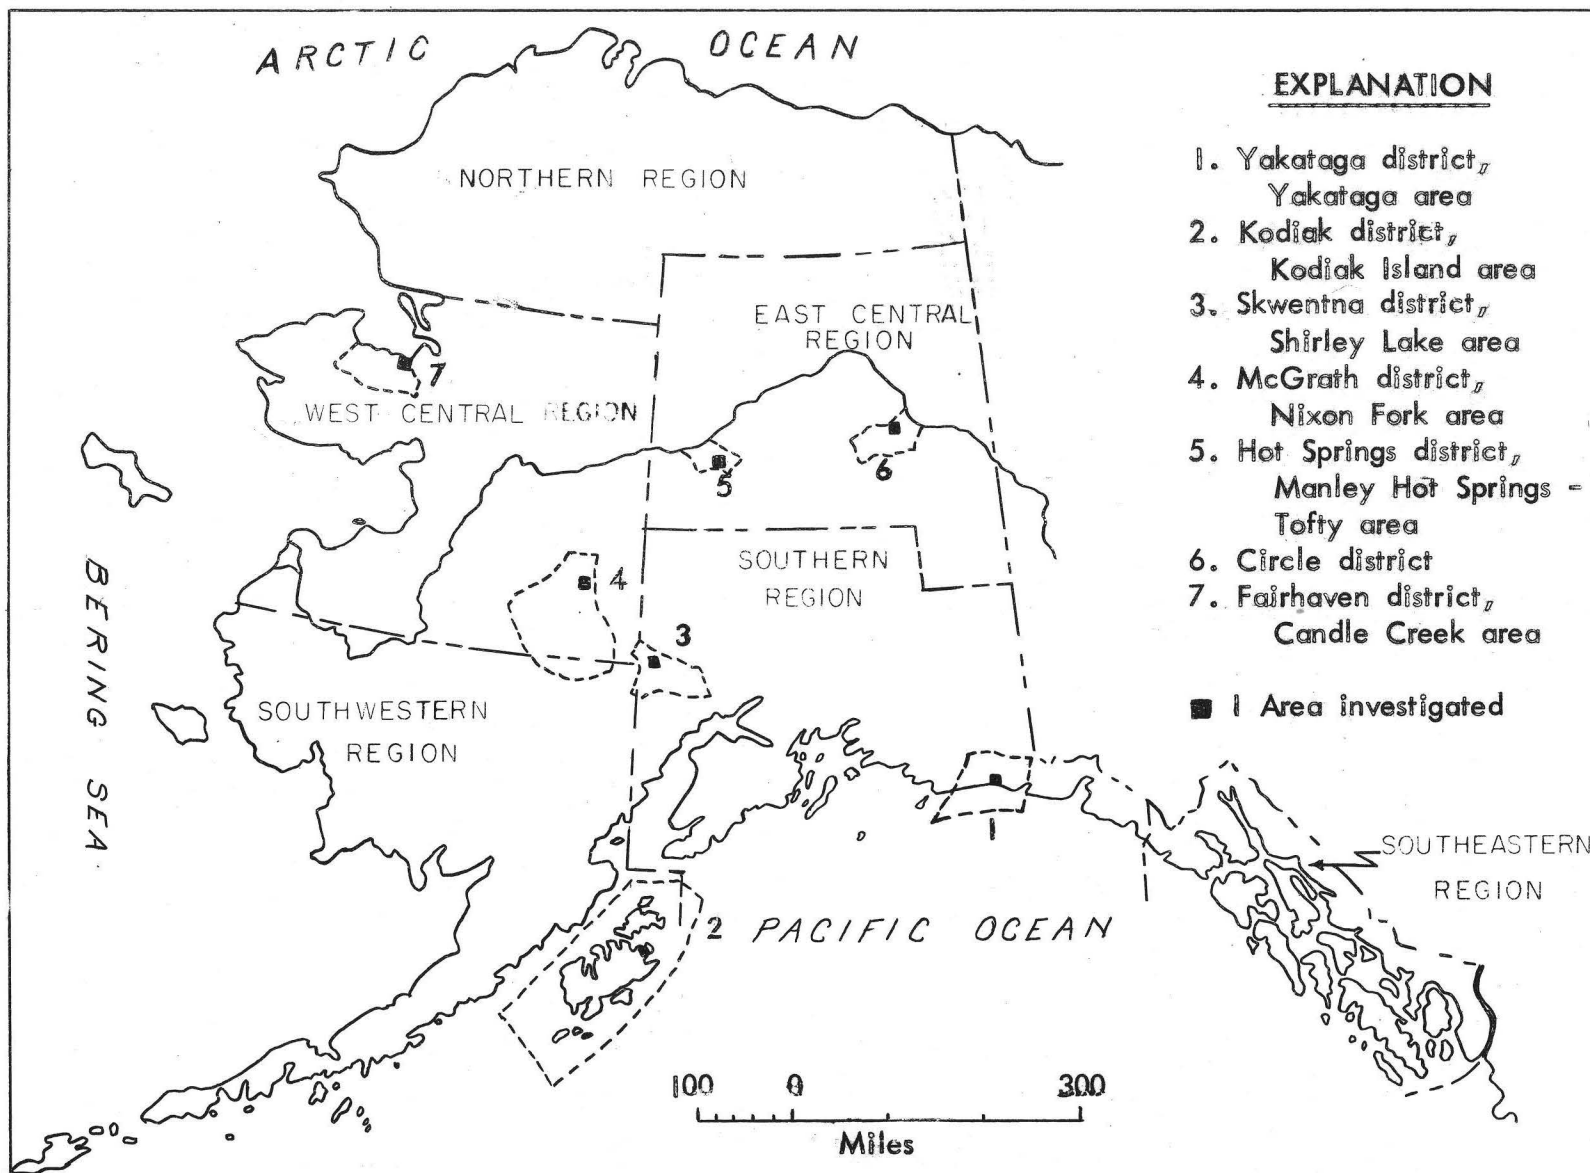 ARCTIC OCEAN
NORTHERN REGION
EAST CENTRAL
REGION
7
WEST CENTRAL REGION
5
6
SOUTHERN
REGION
4
3
BERING SEA
SOUTHWESTERN
REGION
1
SOUTHEASTERN
REGION
2
PACIFIC OCEAN
100 0 300
Miles
EXPLANATION
1. Yakataga district,
Yakataga area
2. Kodiak district,
Kodiak Island area
3. Skwentna district,
Shirley Lake area
4. McGrath district,
Nixon Fork area
5. Hot Springs district,
Manley Hot Springs -
Tofty area
6. Circle district
7. Fairhaven district,
Candle Creek area
■ 1 Area investigated